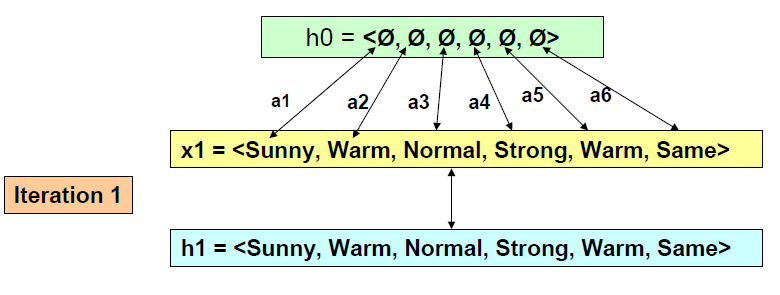 h0 = <Ø, Ø, Ø, Ø, Ø, Ø>
a1 a2 a3 a4 a5 a6
x1 = <Sunny, Warm, Normal, Strong, Warm, Same>
Iteration 1
h1 = <Sunny, Warm, Normal, Strong, Warm, Same>